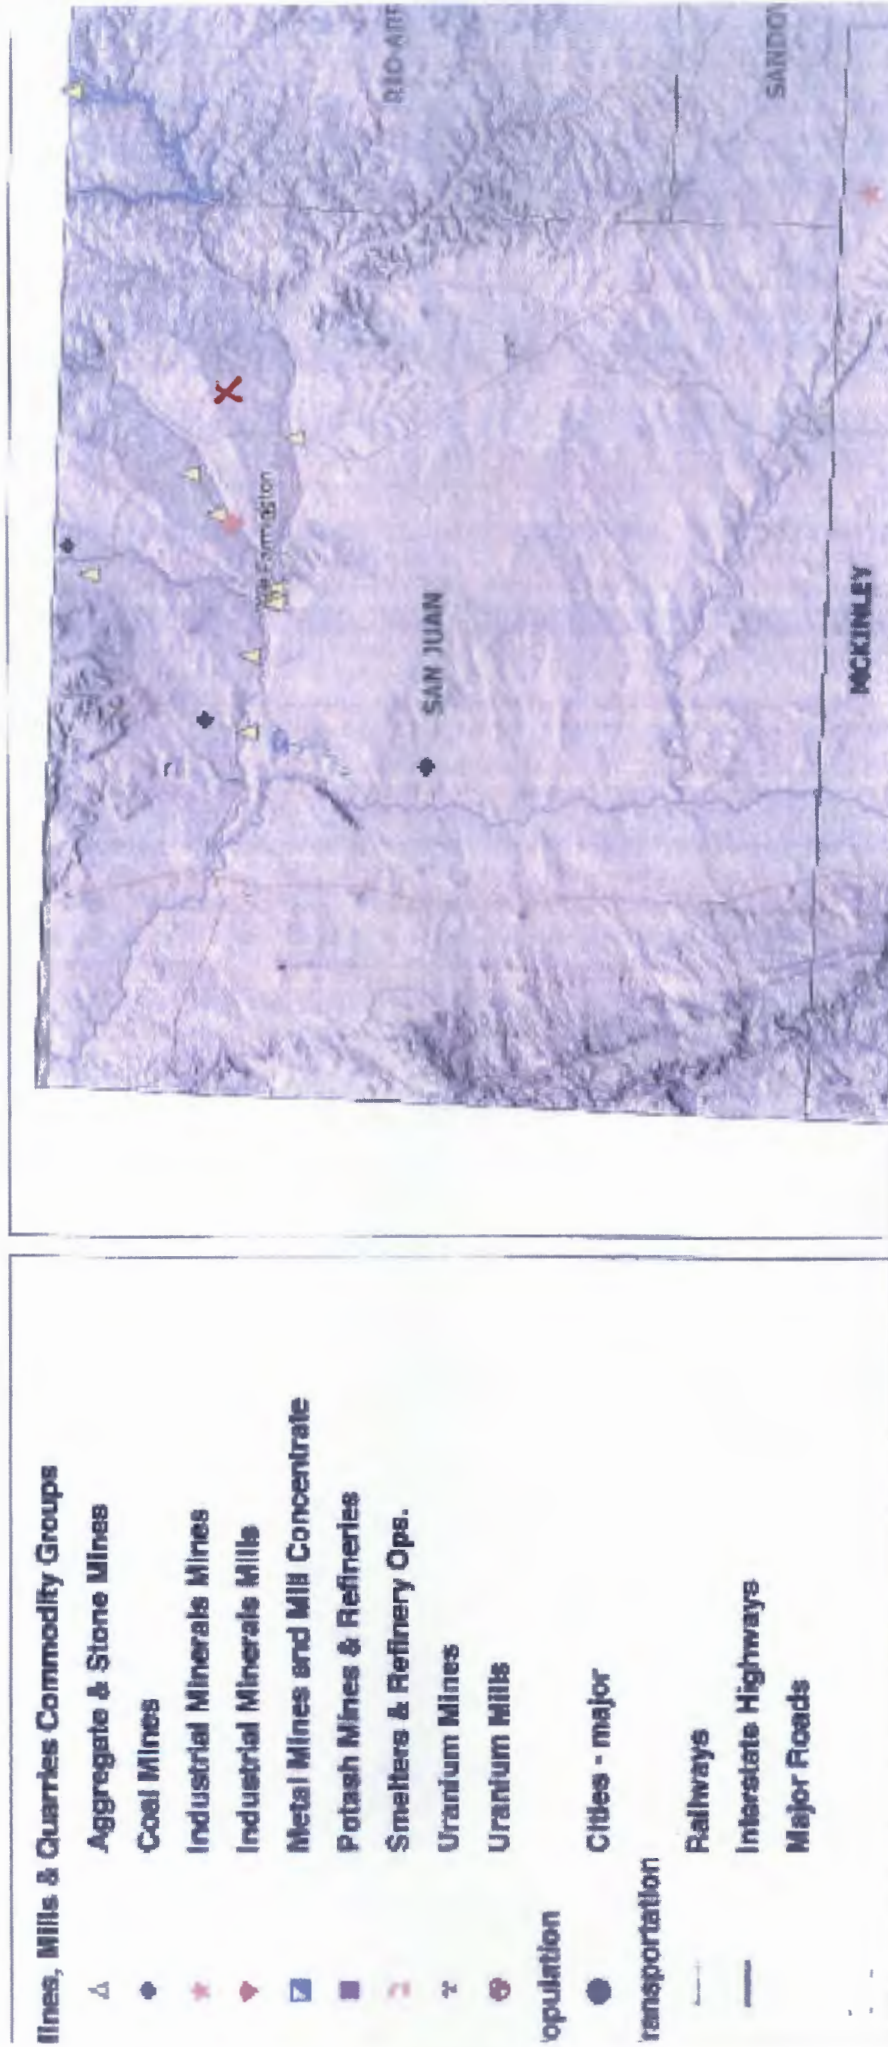 lines, Mills & Quarries Commodity Groups
Aggregate & Stone Mines
Coal Mines
Industrial Minerals Mines
Industrial Minerals Mills
Metal Mines and Mill Concentrate
Potash Mines & Refineries
Smelters & Refinery Ops.
Uranium Mines
Uranium Mills
opulation
Cities - major
ransportation
Railways
Interstate Highways
Major Roads
Farmington
SAN JUAN
MCKINLEY
RIO ARR
SANDOV